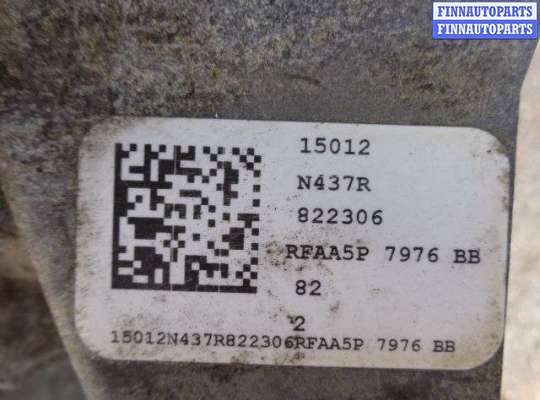 FINNAUTOPARTS
FINNAUTOPARTS
15012
N437R
822306
RFAA5P 7976 BB
82
2
15012N437R822306RFAA5P 7976 BB